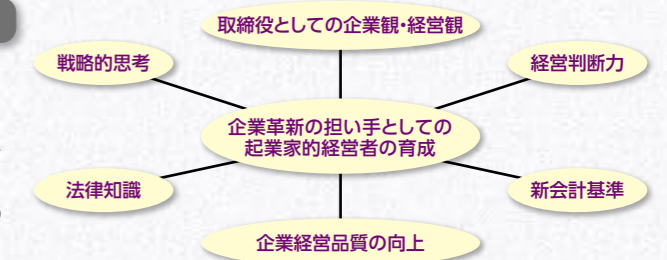 取締役としての企業観・経営観
戦略的思考
経営判断力
企業革新の担い手としての
起業家的経営者の育成
法律知識
新会計基準
企業経営品質の向上